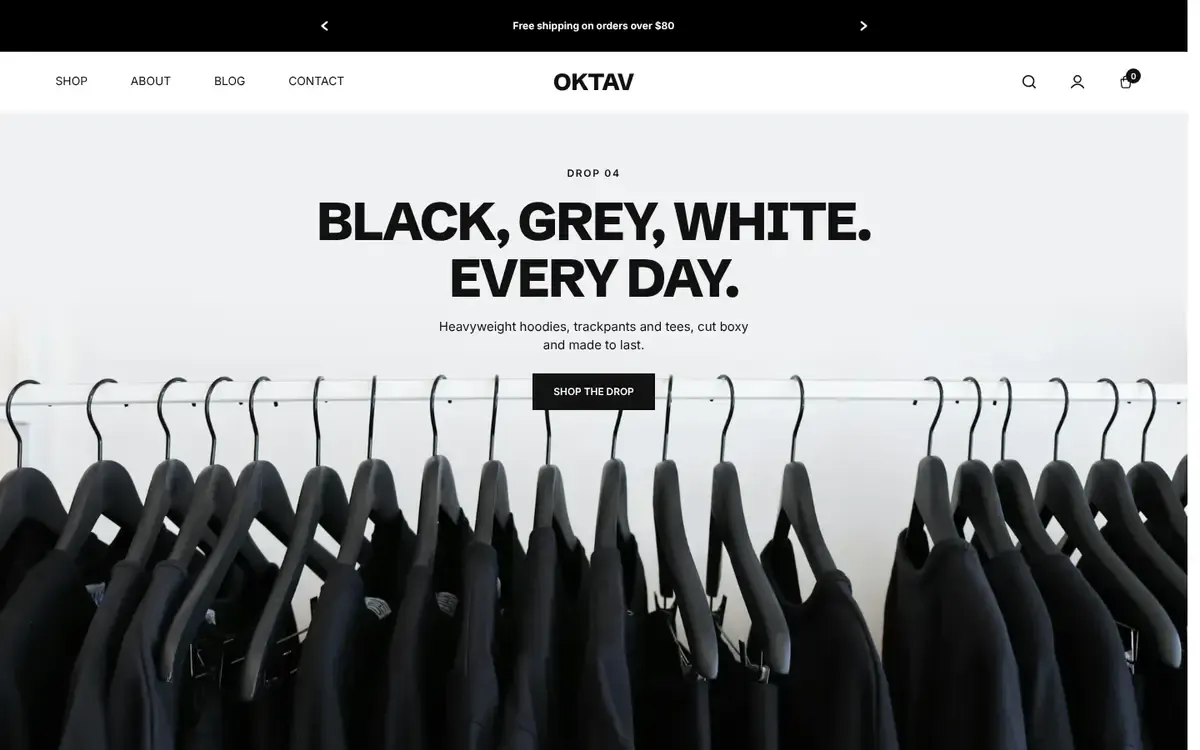 Free shipping on orders over $80
SHOP ABOUT BLOG CONTACT OKTAV 0
DROP 04
BLACK, GREY, WHITE.
EVERY DAY.
Heavyweight hoodies, trackpants and tees, cut boxy
and made to last.
SHOP THE DROP